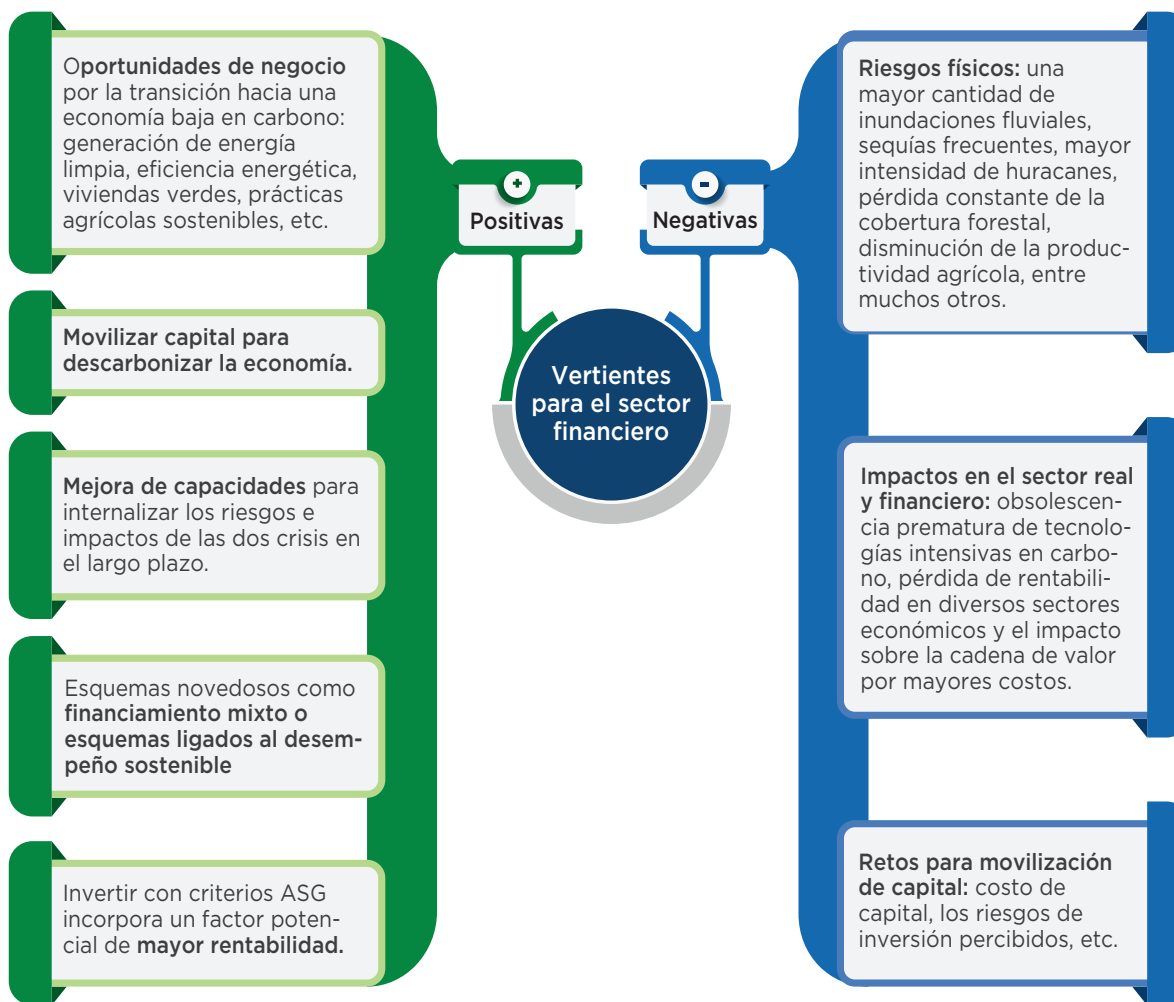 Oportunidades de negocio
por la transición hacia una
economía baja en carbono:
generación de energía
limpia, eficiencia energética,
viviendas verdes, prácticas
agrícolas sostenibles, etc.
Movilizar capital para
descarbonizar la economía.
Mejora de capacidades para
internalizar los riesgos e
impactos de las dos crisis en
el largo plazo.
Esquemas novedosos como
financiamiento mixto o
esquemas ligados al desem-
peño sostenible
Invertir con criterios ASG
incorpora un factor poten-
cial de mayor rentabilidad.
+
Positivas
-
Negativas
Vertientes
para el sector
financiero
Riesgos físicos: una
mayor cantidad de
inundaciones fluviales,
sequías frecuentes, mayor
intensidad de huracanes,
pérdida constante de la
cobertura forestal,
disminución de la produc-
tividad agrícola, entre
muchos otros.
Impactos en el sector real
y financiero: obsolescen-
cia prematura de tecnolo-
gías intensivas en carbo-
no, pérdida de rentabili-
dad en diversos sectores
económicos y el impacto
sobre la cadena de valor
por mayores costos.
Retos para movilización
de capital: costo de
capital, los riesgos de
inversión percibidos, etc.